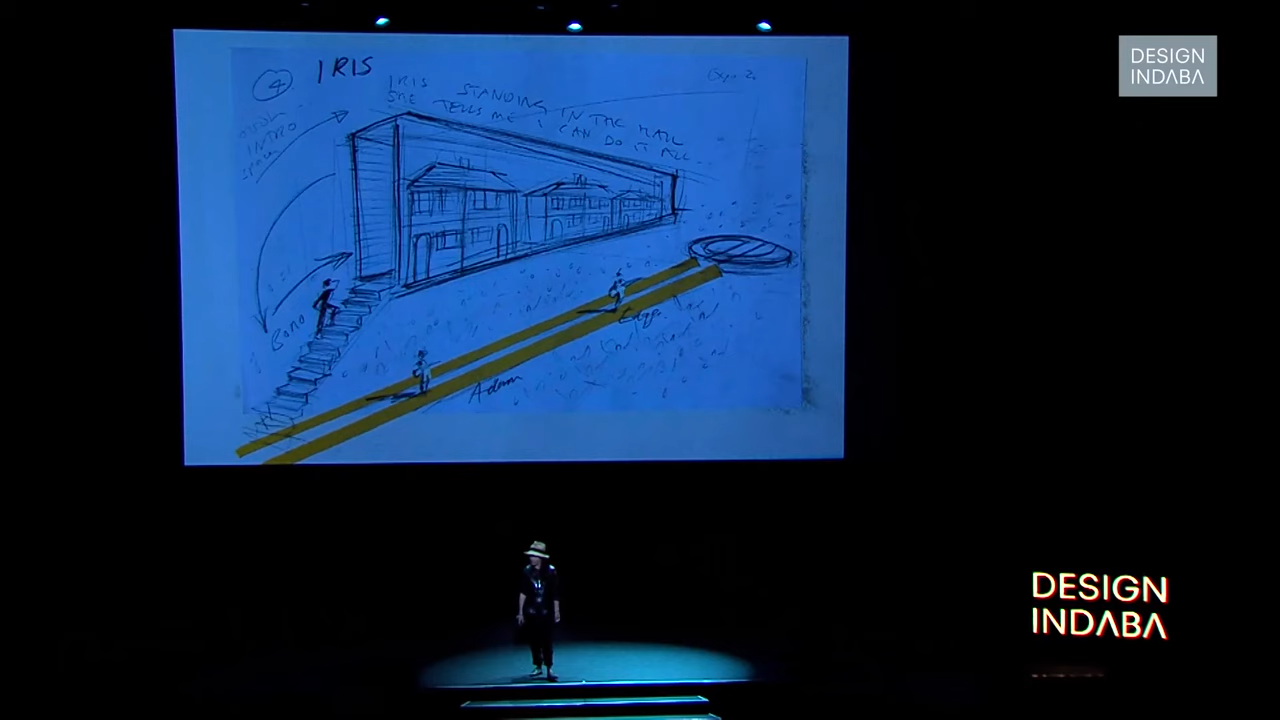 4
IRIS
IRIS STANDING IN THE HALL
SHE TELLS ME I CAN DO IT ALL..
INTRO
Bono
Edge
Adam
DESIGN
INDABA
DESIGN
INDABA